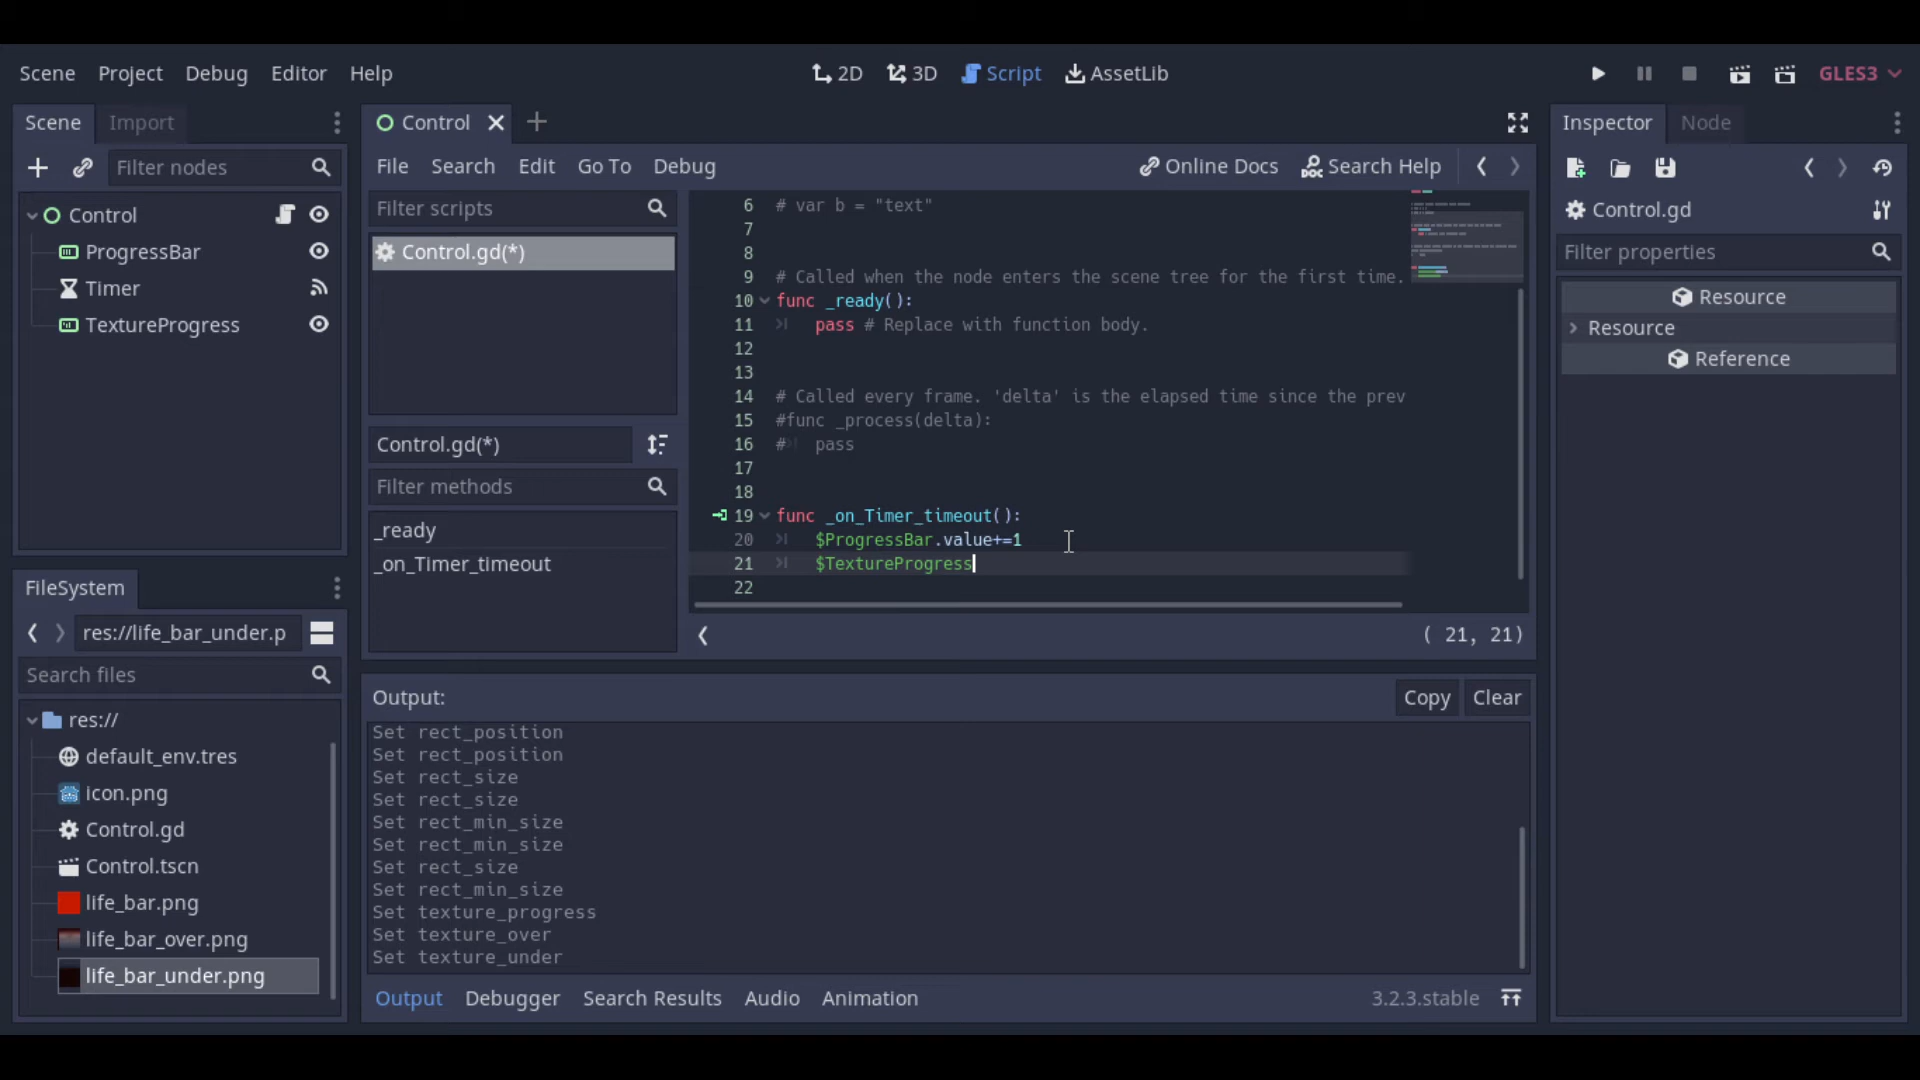 Scene Project Debug Editor Help
2D 3D Script AssetLib
GLES3
Scene Import
Filter nodes
Control
ProgressBar
Timer
TextureProgress
FileSystem
res://life_bar_under.p
Search files
res://
default_env.tres
icon.png
Control.gd
Control.tscn
life_bar.png
life_bar_over.png
life_bar_under.png
Control
File Search Edit Go To Debug
Online Docs Search Help
Filter scripts
Control.gd(*)
Control.gd(*)
Filter methods
_ready
_on_Timer_timeout
6 # var b = "text"
7
8
9 # Called when the node enters the scene tree for the first time.
10 func _ready():
11 pass # Replace with function body.
12
13
14 # Called every frame. 'delta' is the elapsed time since the prev
15 #func _process(delta):
16 # pass
17
18
19 func _on_Timer_timeout():
20 $ProgressBar.value+=1
21 $TextureProgress
22
( 21, 21)
Output:
Copy Clear
Set rect_position
Set rect_position
Set rect_size
Set rect_size
Set rect_min_size
Set rect_min_size
Set rect_size
Set rect_min_size
Set texture_progress
Set texture_over
Set texture_under
Output Debugger Search Results Audio Animation
3.2.3.stable
Inspector Node
Control.gd
Filter properties
Resource
Resource
Reference